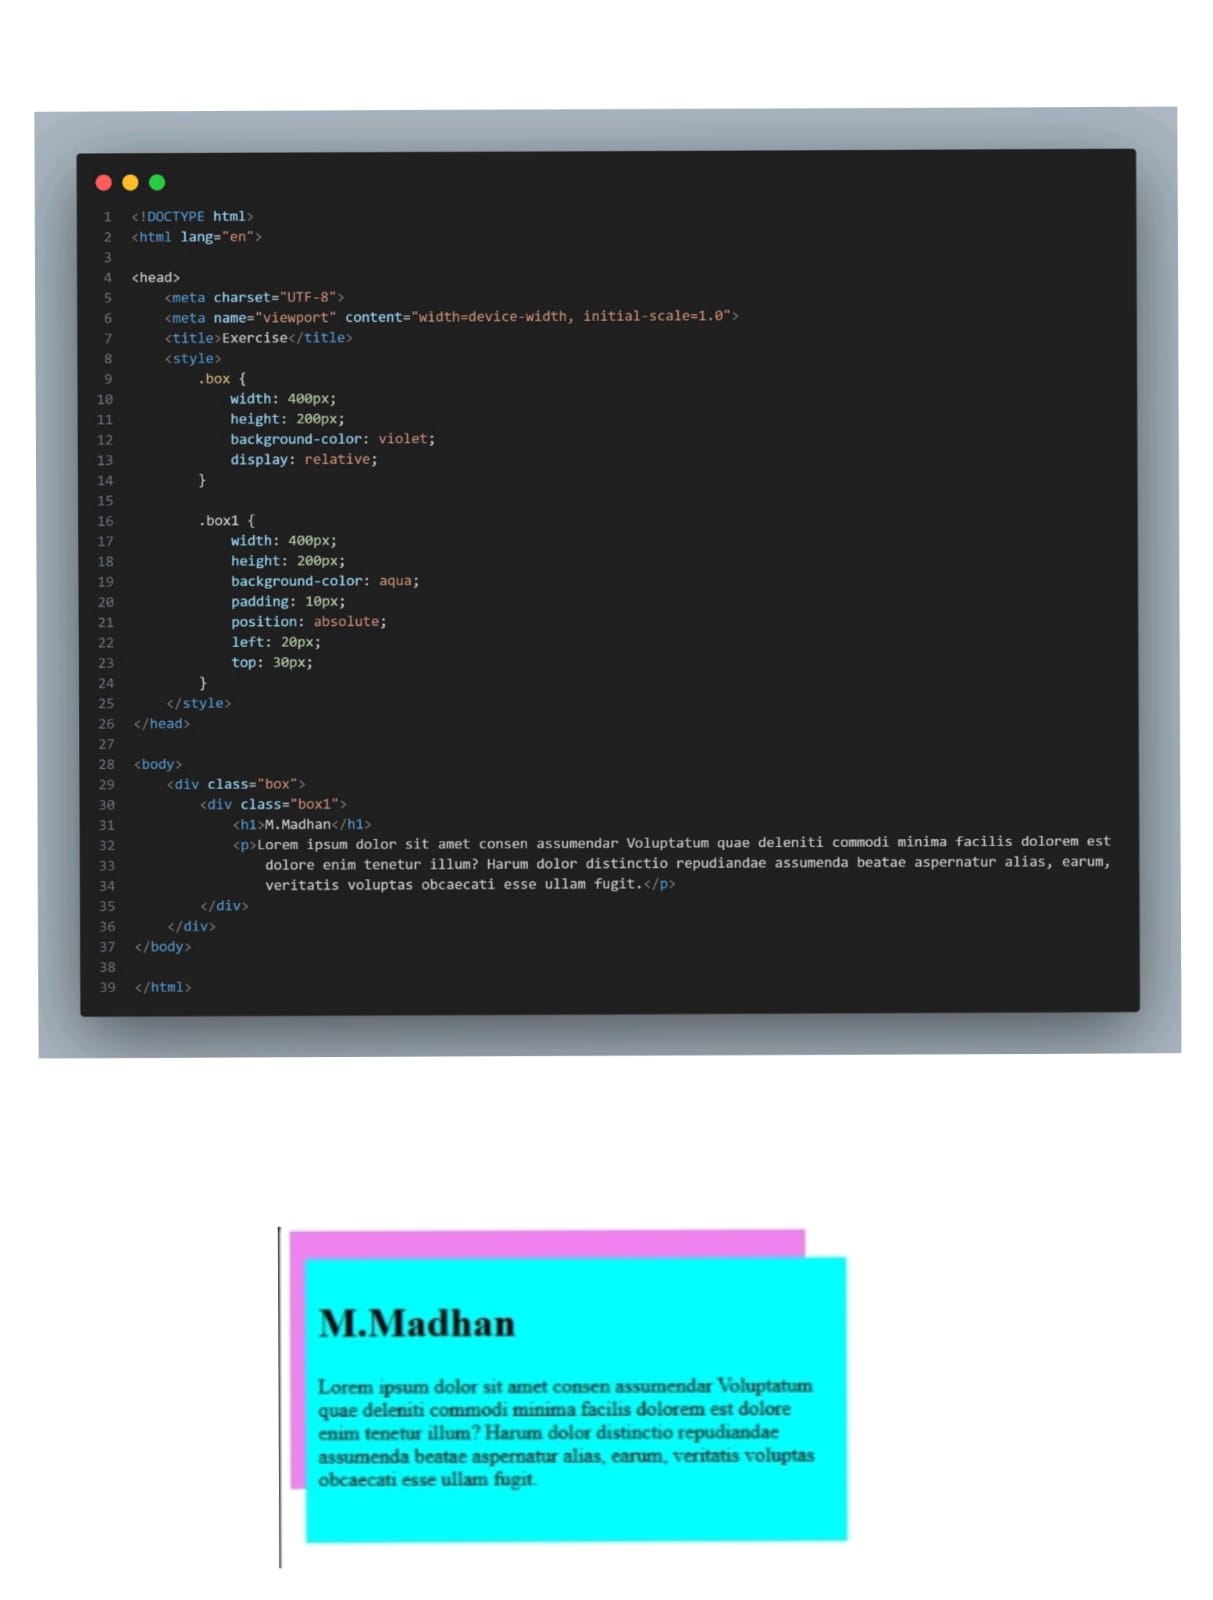 1 <!DOCTYPE html>
2 <html lang="en">
3
4 <head>
5 <meta charset="UTF-8">
6 <meta name="viewport" content="width=device-width, initial-scale=1.0">
7 <title>Exercise</title>
8 <style>
9 .box {
10 width: 400px;
11 height: 200px;
12 background-color: violet;
13 display: relative;
14 }
15
16 .box1 {
17 width: 400px;
18 height: 200px;
19 background-color: aqua;
20 padding: 10px;
21 position: absolute;
22 left: 20px;
23 top: 30px;
24 }
25 </style>
26 </head>
27
28 <body>
29 <div class="box">
30 <div class="box1">
31 <h1>M.Madhan</h1>
32 <p>Lorem ipsum dolor sit amet consen assumendar Voluptatum quae deleniti commodi minima facilis dolorem est
33 dolore enim tenetur illum? Harum dolor distinctio repudiandae assumenda beatae aspernatur alias, earum,
34 veritatis voluptas obcaecati esse ullam fugit.</p>
35 </div>
36 </div>
37 </body>
38
39 </html>
M.Madhan
Lorem ipsum dolor sit amet consen assumendar Voluptatum
quae deleniti commodi minima facilis dolorem est dolore
enim tenetur illum? Harum dolor distinctio repudiandae
assumenda beatae aspernatur alias, earum, veritatis voluptas
obcaecati esse ullam fugit.